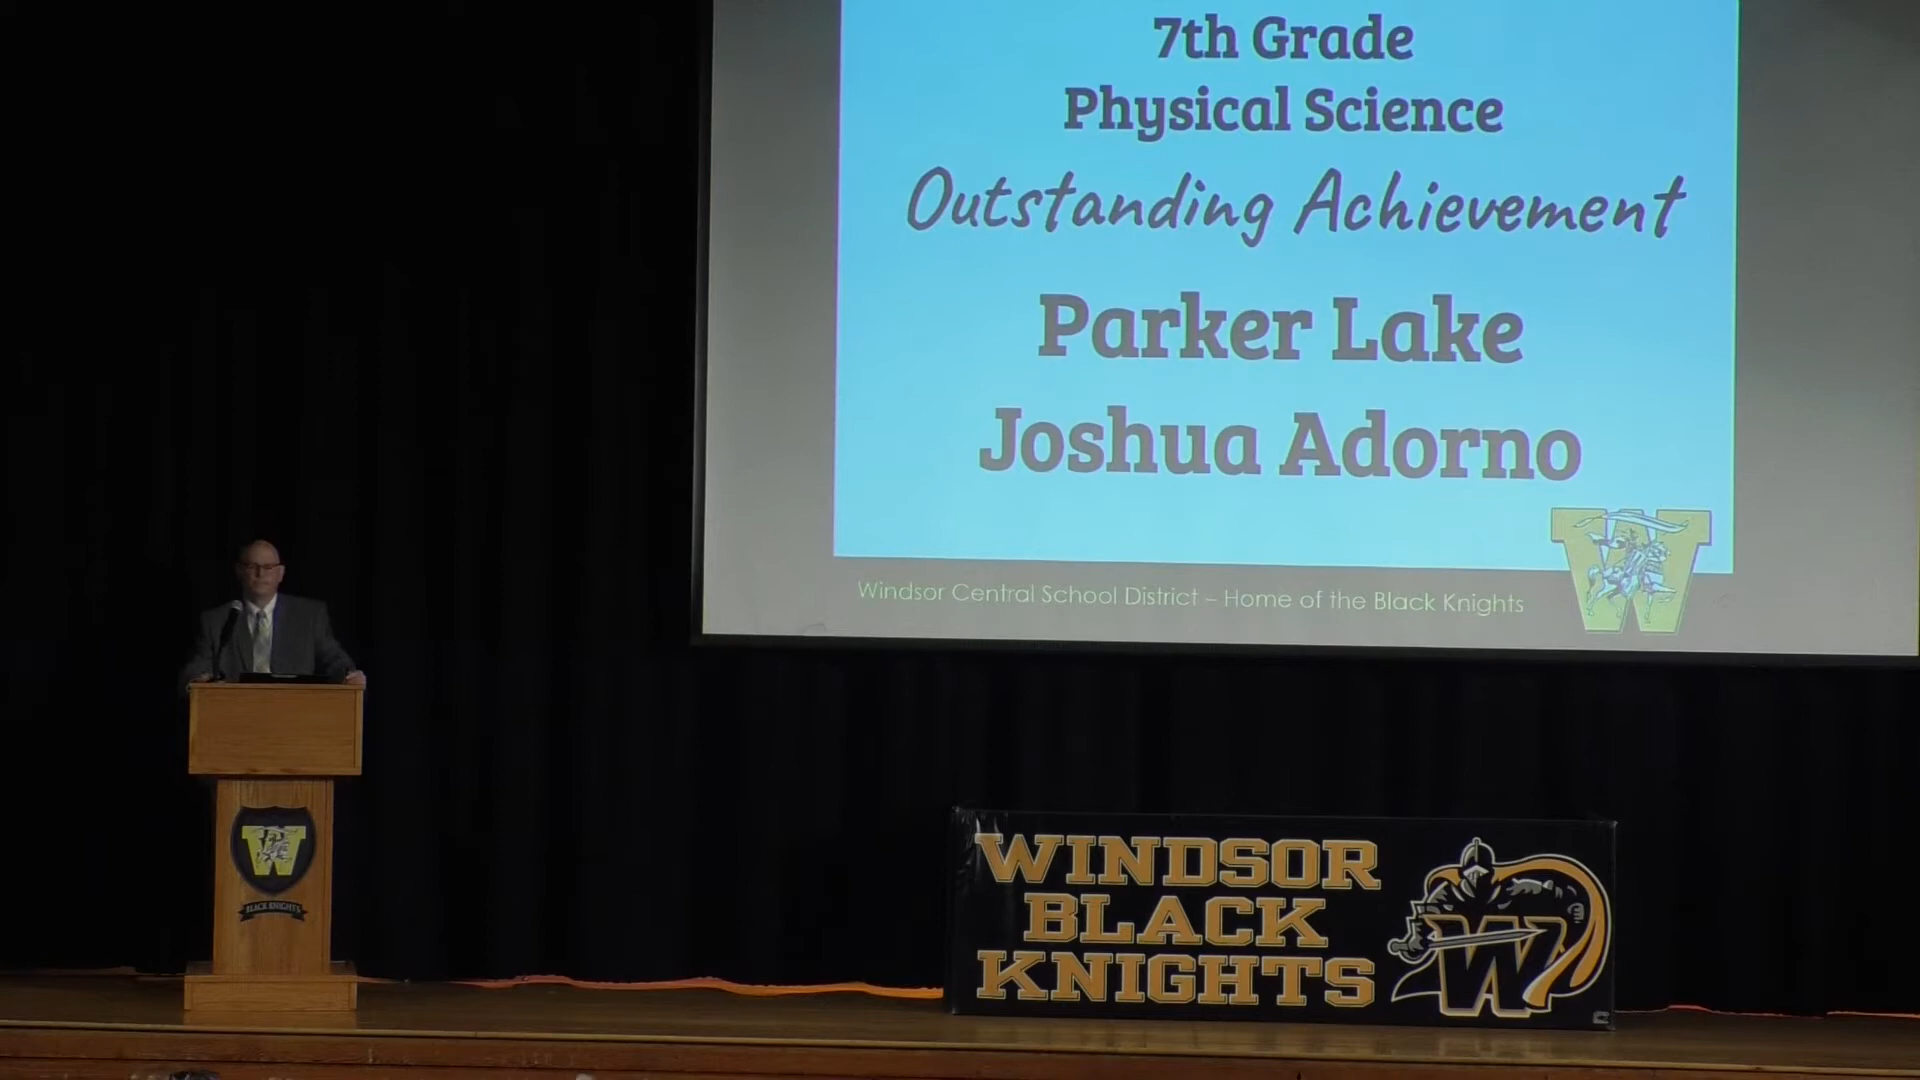 7th Grade
Physical Science
Outstanding Achievement
Parker Lake
Joshua Adorno
W
Windsor Central School District – Home of the Black Knights
W
BLACK KNIGHTS
WINDSOR
BLACK
KNIGHTS
W